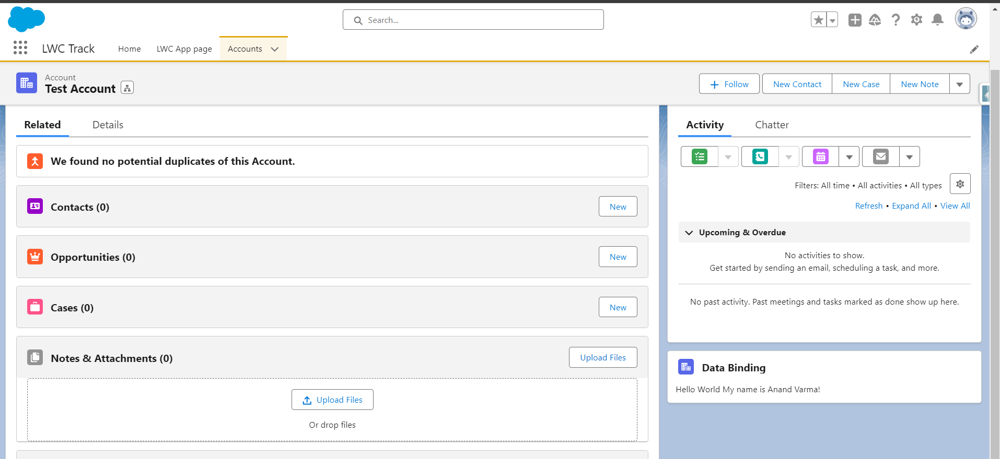 Search...
LWC Track
Home
LWC App page
Accounts
Account
Test Account
Follow
New Contact
New Case
New Note
Related
Details
We found no potential duplicates of this Account.
Contacts (0)
New
Opportunities (0)
New
Cases (0)
New
Notes & Attachments (0)
Upload Files
Upload Files
Or drop files
Activity
Chatter
Filters: All time • All activities • All types
Refresh • Expand All • View All
Upcoming & Overdue
No activities to show.
Get started by sending an email, scheduling a task, and more.
No past activity. Past meetings and tasks marked as done show up here.
Data Binding
Hello World My name is Anand Varma!